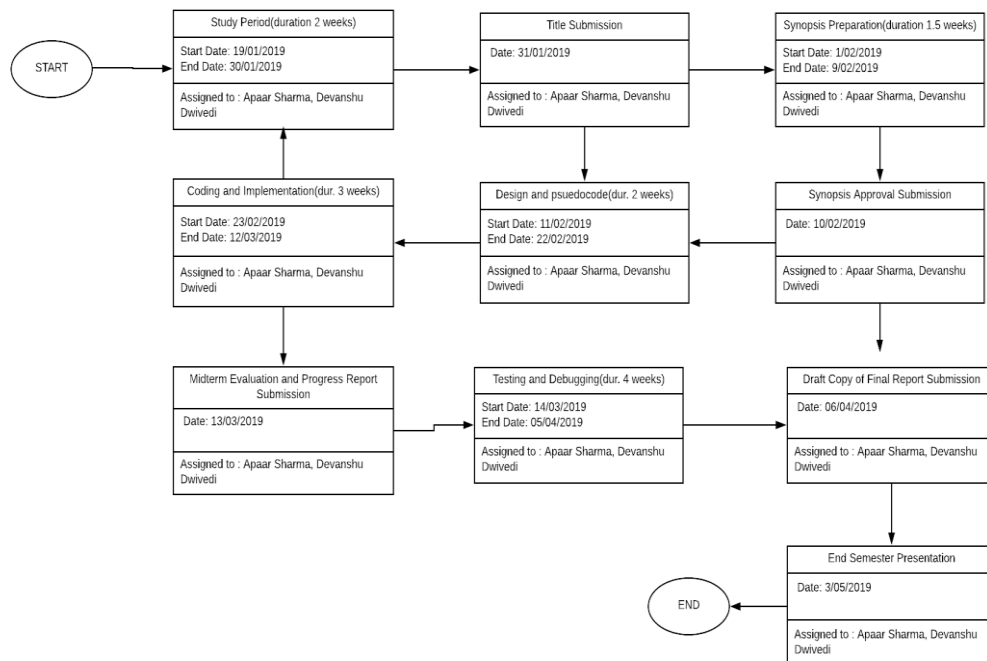 START
Study Period(duration 2 weeks)
Start Date: 19/01/2019
End Date: 30/01/2019
Assigned to : Apaar Sharma, Devanshu
Dwivedi
Title Submission
Date: 31/01/2019
Assigned to : Apaar Sharma, Devanshu
Dwivedi
Synopsis Preparation(duration 1.5 weeks)
Start Date: 1/02/2019
End Date: 9/02/2019
Assigned to : Apaar Sharma, Devanshu
Dwivedi
Coding and Implementation(dur. 3 weeks)
Start Date: 23/02/2019
End Date: 12/03/2019
Assigned to : Apaar Sharma, Devanshu
Dwivedi
Design and psuedocode(dur. 2 weeks)
Start Date: 11/02/2019
End Date: 22/02/2019
Assigned to : Apaar Sharma, Devanshu
Dwivedi
Synopsis Approval Submission
Date: 10/02/2019
Assigned to : Apaar Sharma, Devanshu
Dwivedi
Midterm Evaluation and Progress Report
Submission
Date: 13/03/2019
Assigned to : Apaar Sharma, Devanshu
Dwivedi
Testing and Debugging(dur. 4 weeks)
Start Date: 14/03/2019
End Date: 05/04/2019
Assigned to : Apaar Sharma, Devanshu
Dwivedi
Draft Copy of Final Report Submission
Date: 06/04/2019
Assigned to : Apaar Sharma, Devanshu
Dwivedi
End Semester Presentation
Date: 3/05/2019
Assigned to : Apaar Sharma, Devanshu
Dwivedi
END